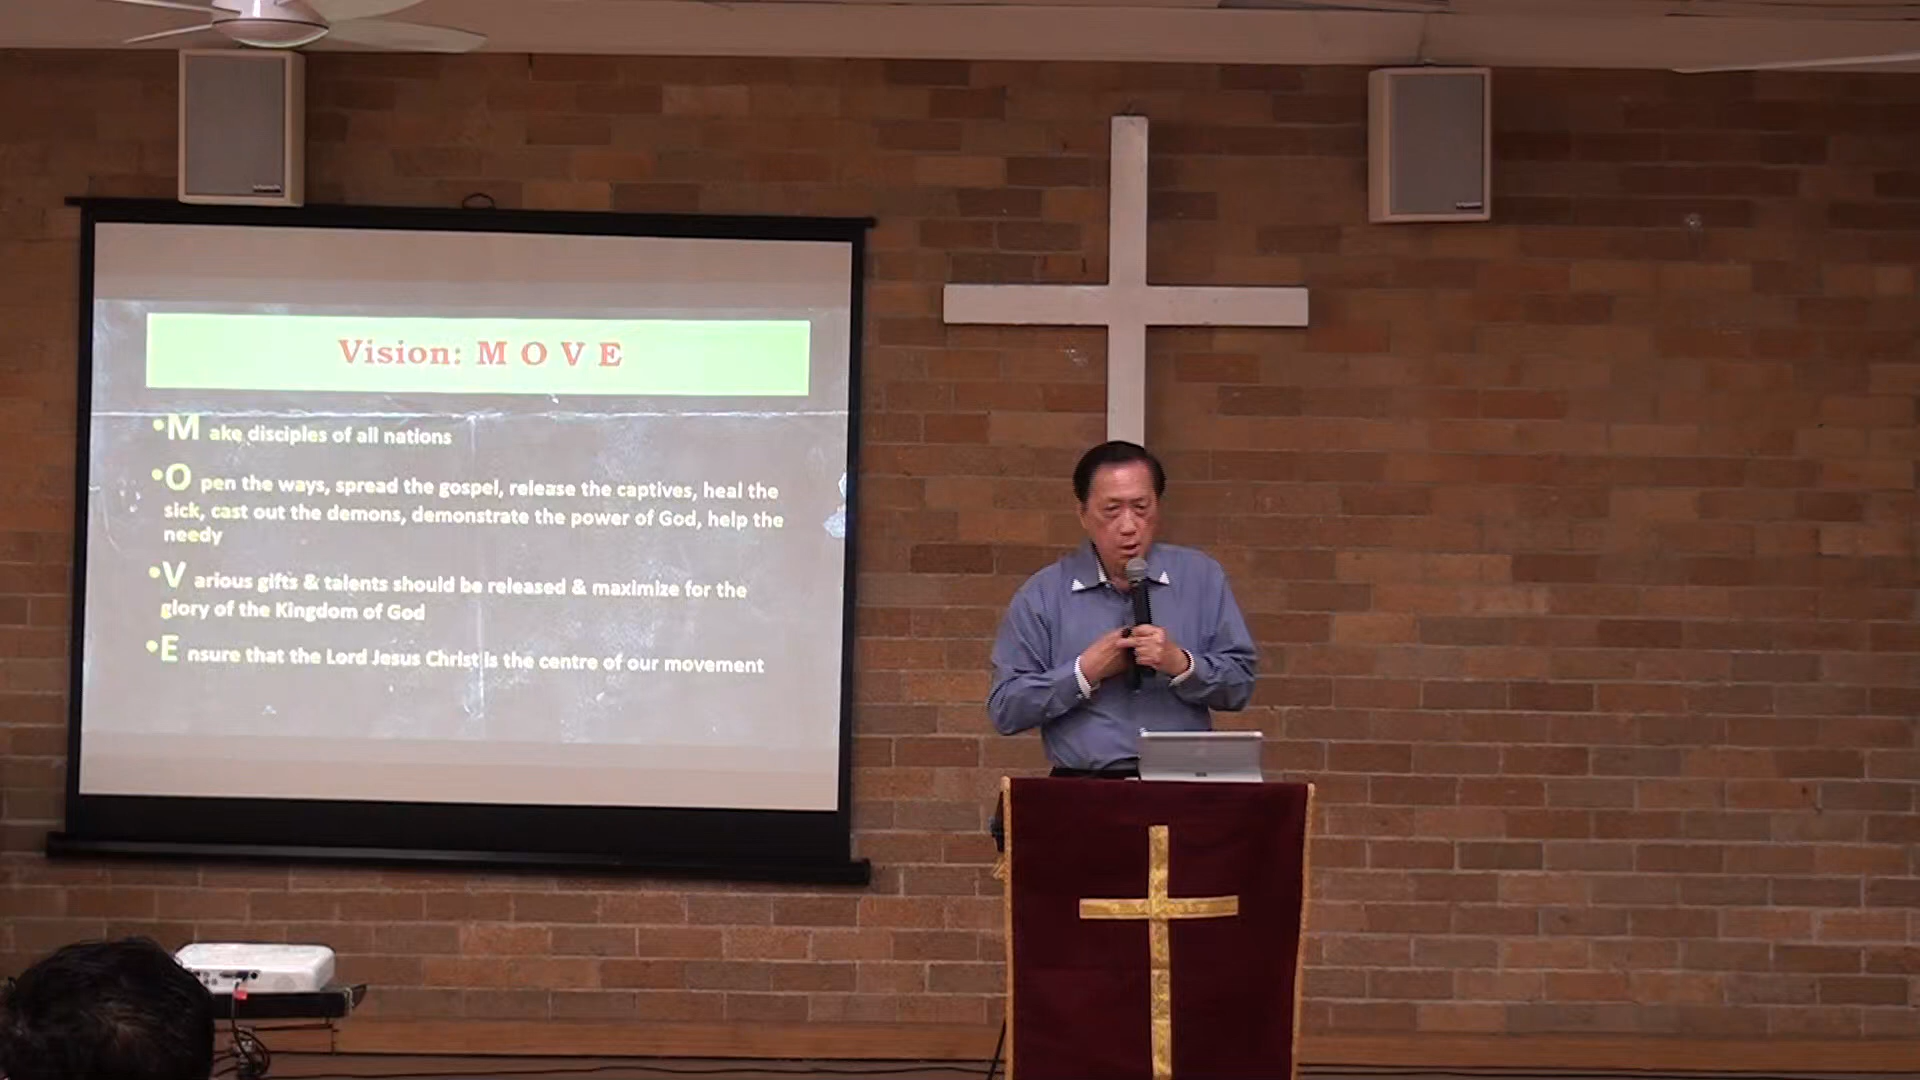 Vision: M O V E
•M ake disciples of all nations
•O pen the ways, spread the gospel, release the captives, heal the
sick, cast out the demons, demonstrate the power of God, help the
needy
•V arious gifts & talents should be released & maximize for the
glory of the Kingdom of God
•E nsure that the Lord Jesus Christ is the centre of our movement